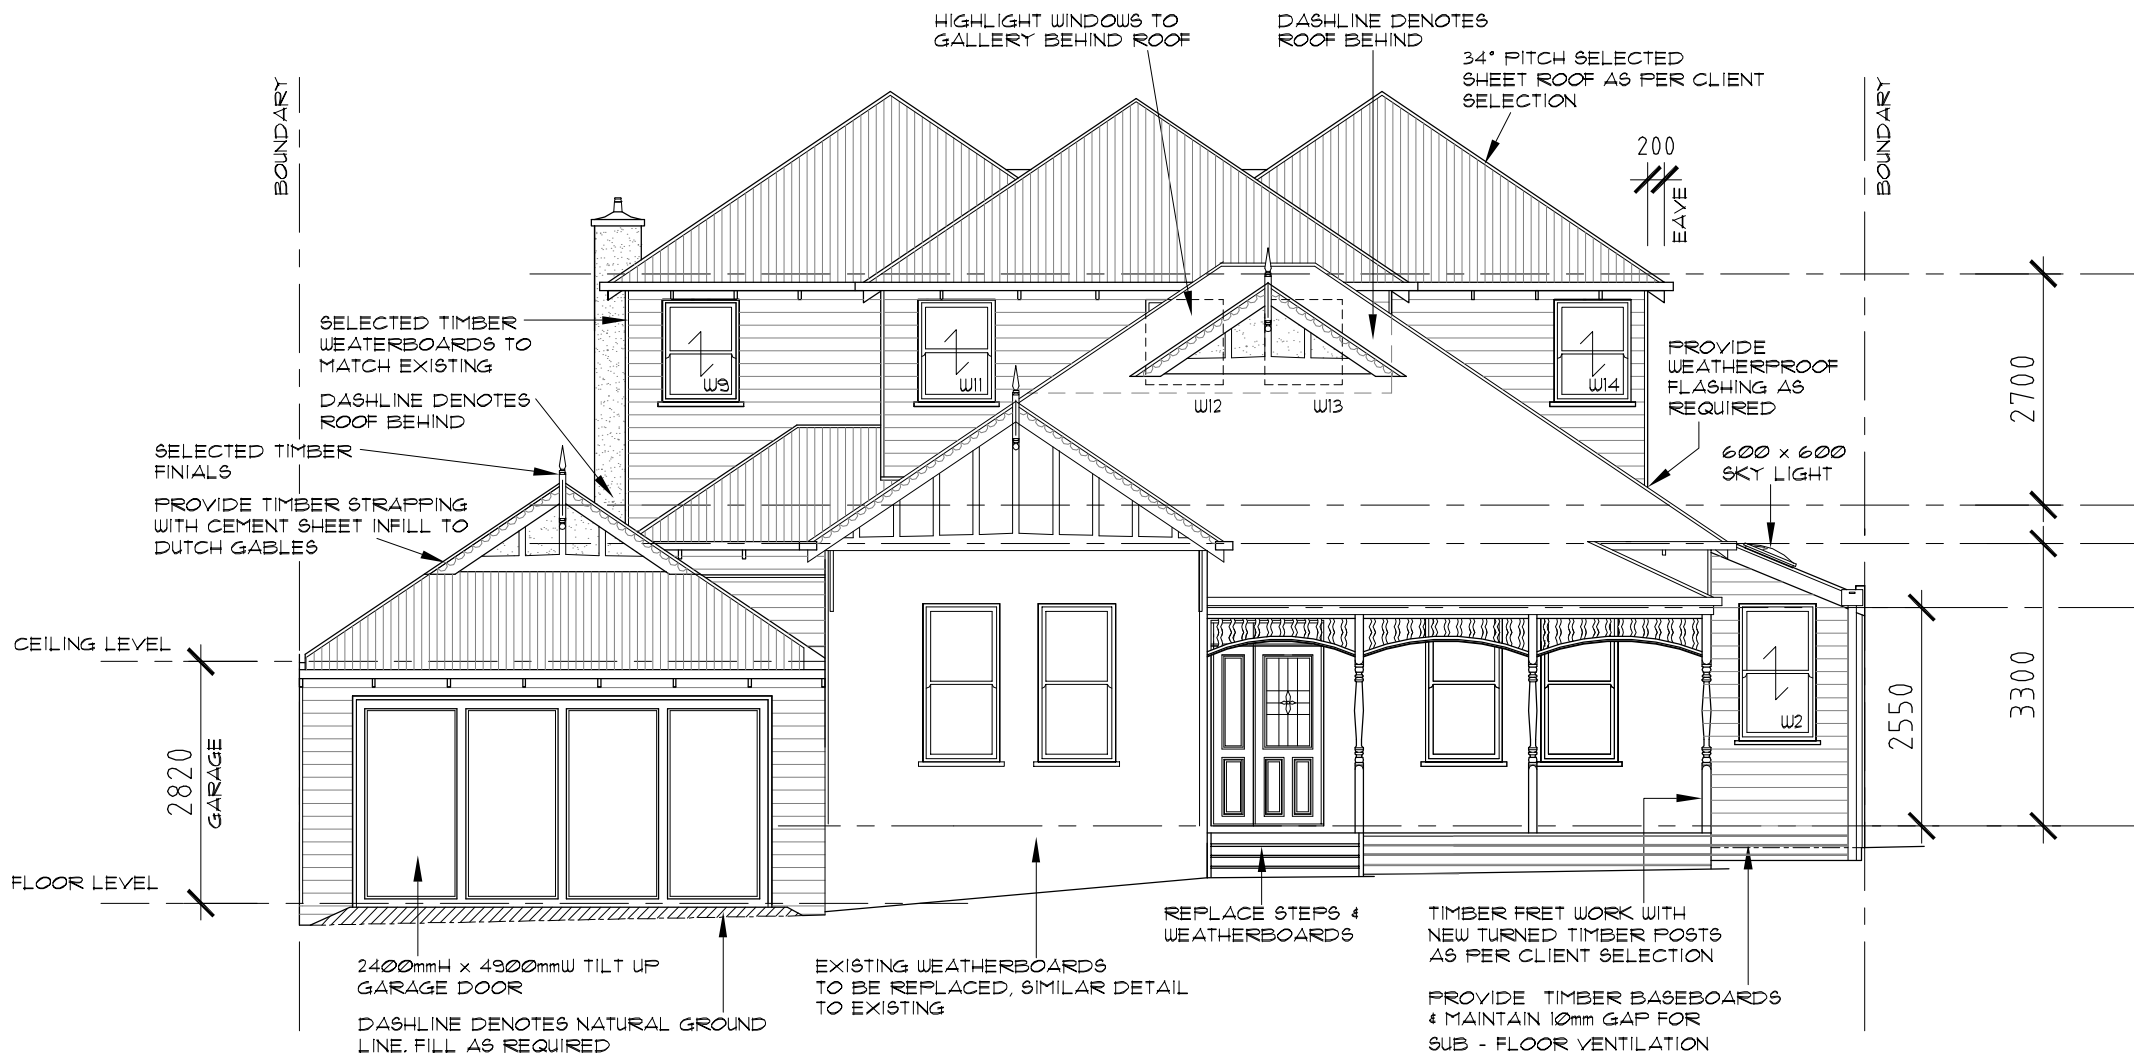 HIGHLIGHT WINDOWS TO
GALLERY BEHIND ROOF
DASHLINE DENOTES
ROOF BEHIND
34° PITCH SELECTED
SHEET ROOF AS PER CLIENT
SELECTION
BOUNDARY
BOUNDARY
200
EAVE
SELECTED TIMBER
WEATERBOARDS TO
MATCH EXISTING
DASHLINE DENOTES
ROOF BEHIND
SELECTED TIMBER
FINIALS
PROVIDE TIMBER STRAPPING
WITH CEMENT SHEET INFILL TO
DUTCH GABLES
W9
W11
W12
W13
W14
PROVIDE
WEATHERPROOF
FLASHING AS
REQUIRED
600 x 600
SKY LIGHT
2700
CEILING LEVEL
2820
GARAGE
FLOOR LEVEL
W2
2550
3300
REPLACE STEPS &
WEATHERBOARDS
TIMBER FRET WORK WITH
NEW TURNED TIMBER POSTS
AS PER CLIENT SELECTION
2400mmH x 4900mmW TILT UP
GARAGE DOOR
EXISTING WEATHERBOARDS
TO BE REPLACED, SIMILAR DETAIL
TO EXISTING
PROVIDE TIMBER BASEBOARDS
& MAINTAIN 10mm GAP FOR
SUB - FLOOR VENTILATION
DASHLINE DENOTES NATURAL GROUND
LINE. FILL AS REQUIRED